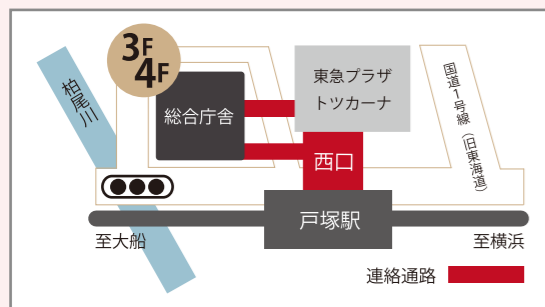 3F
4F
柏尾川
総合庁舎
東急プラザ
トツカーナ
国道1号線(旧東海道)
西口
戸塚駅
至大船
至横浜
連絡通路